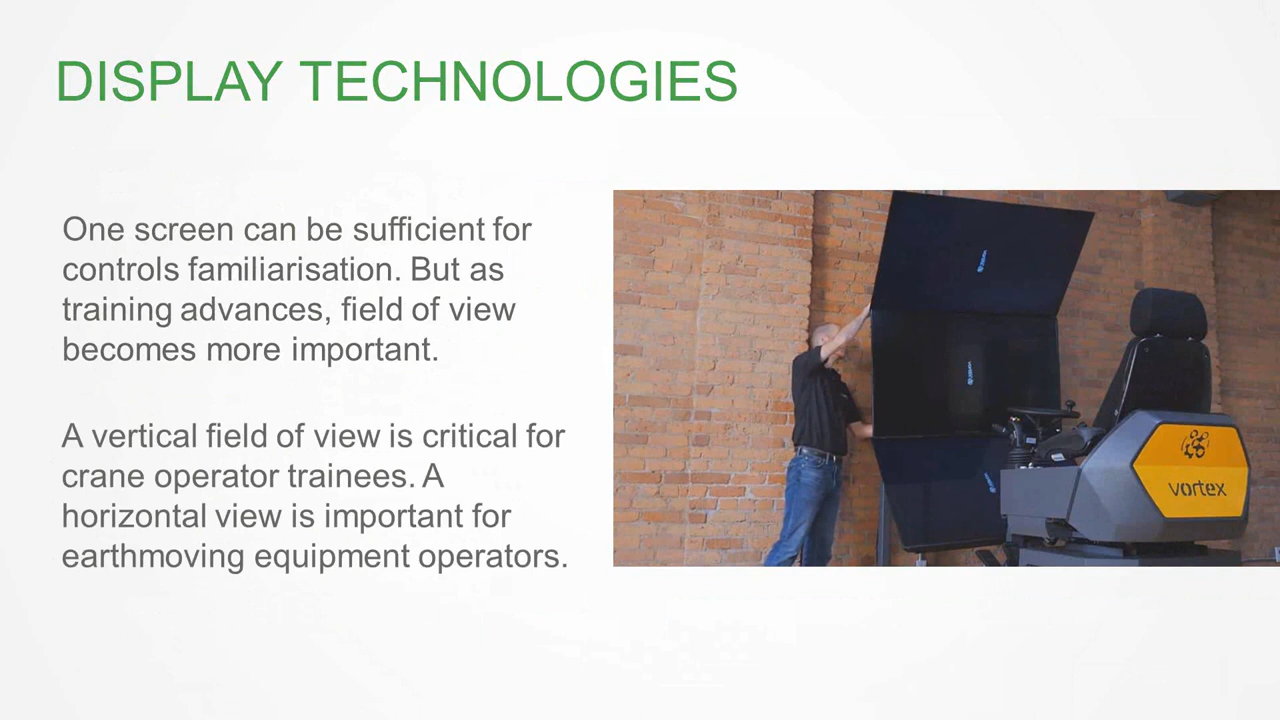 DISPLAY TECHNOLOGIES
One screen can be sufficient for
controls familiarisation. But as
training advances, field of view
becomes more important.
A vertical field of view is critical for
crane operator trainees. A
horizontal view is important for
earthmoving equipment operators.
vortex